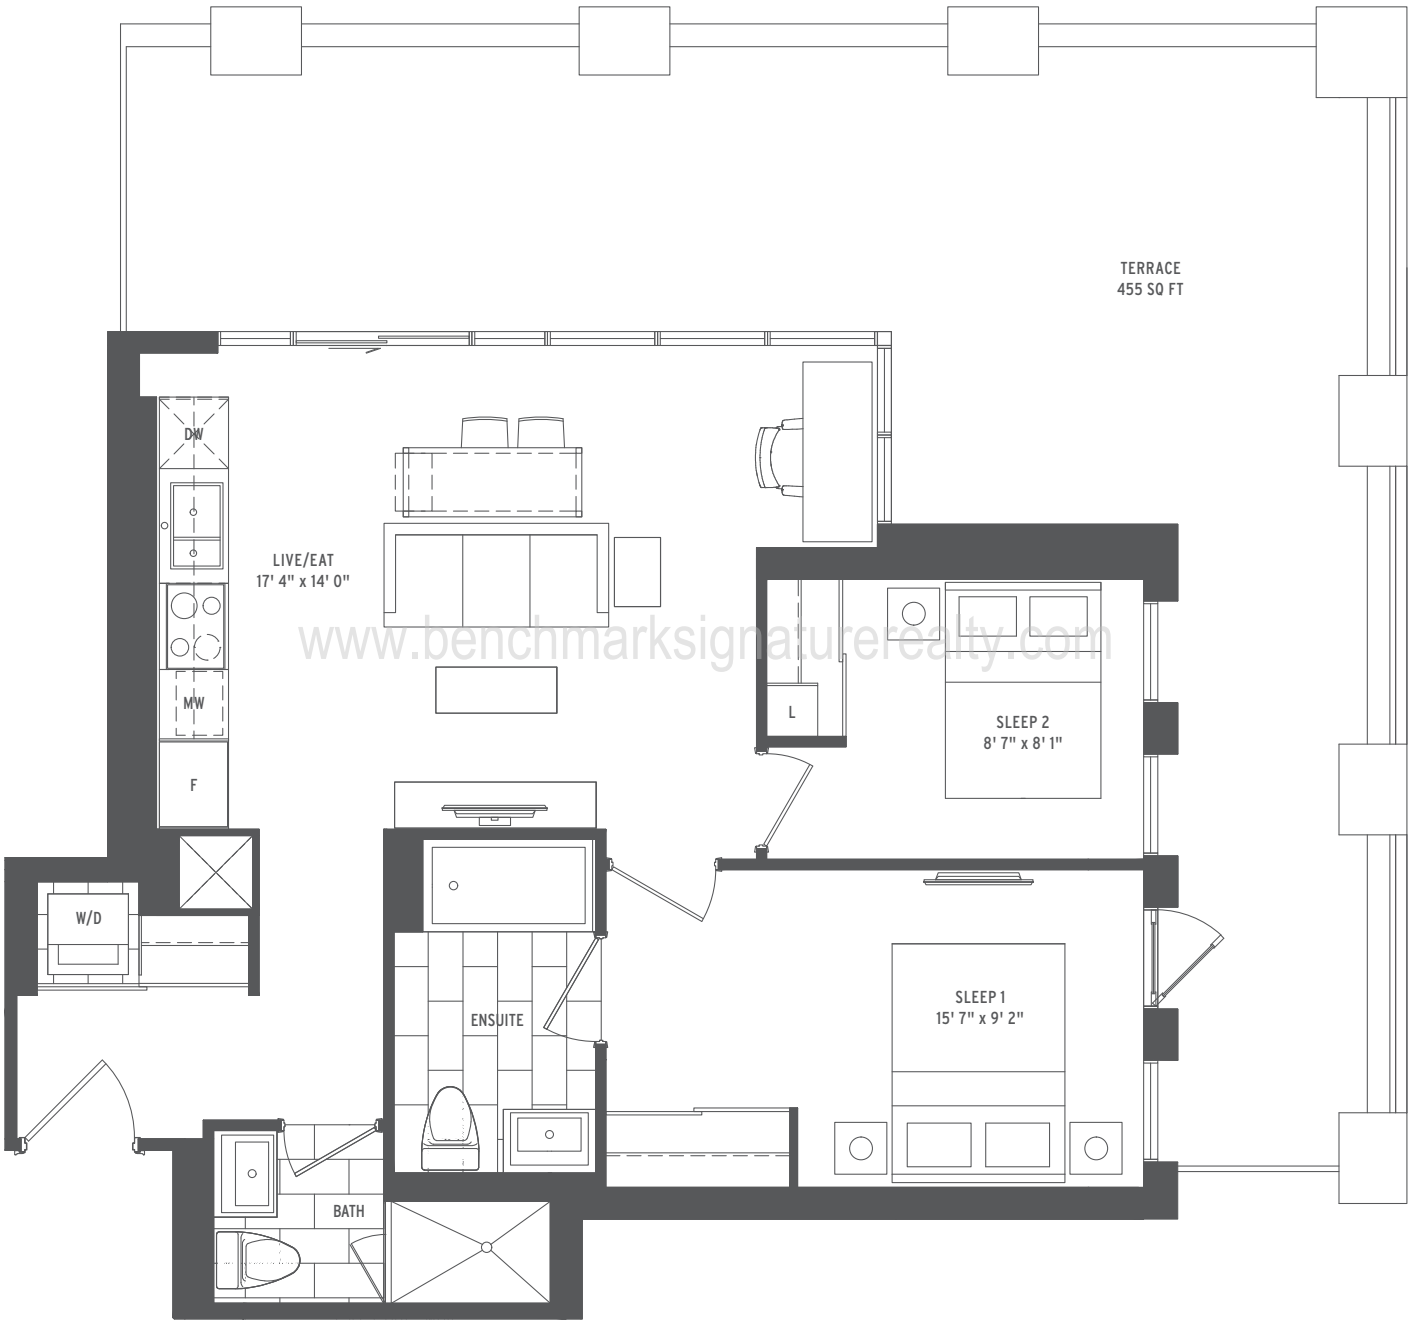 TERRACE
455 SQ FT
DW
LIVE/EAT
17' 4" x 14' 0"
www.benchmarksignaturerealty.com
MW
L
SLEEP 2
8' 7" x 8' 1"
F
W/D
SLEEP 1
15' 7" x 9' 2"
ENSUITE
BATH